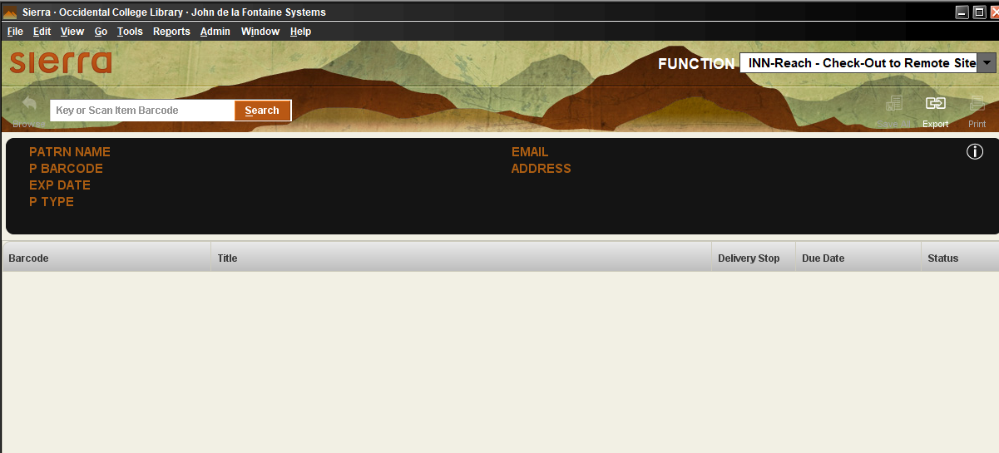 Sierra · Occidental College Library · John de la Fontaine Systems
File Edit View Go Tools Reports Admin Window Help
sierra
FUNCTION INN-Reach - Check-Out to Remote Site
Key or Scan Item Barcode Search
Browse Save All Export Print
PATRN NAME EMAIL
P BARCODE ADDRESS
EXP DATE
P TYPE
Barcode Title Delivery Stop Due Date Status